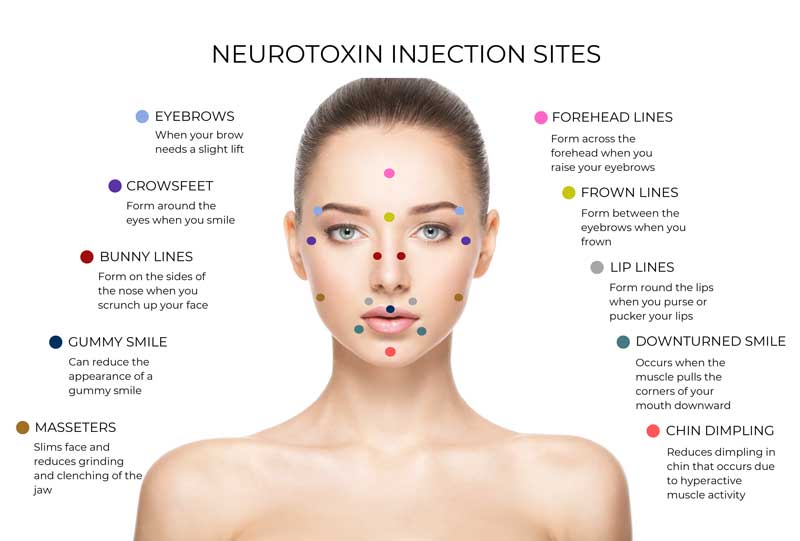 NEUROTOXIN INJECTION SITES
EYEBROWS
When your brow
needs a slight lift
CROWSFEET
Form around the
eyes when you smile
BUNNY LINES
Form on the sides of
the nose when you
scrunch up your face
GUMMY SMILE
Can reduce the
appearance of a
gummy smile
MASSETERS
Slims face and
reduces grinding
and clenching of the
jaw
FOREHEAD LINES
Form across the
forehead when you
raise your eyebrows
FROWN LINES
Form between the
eyebrows when you
frown
LIP LINES
Form round the lips
when you purse or
pucker your lips
DOWNTURNED SMILE
Occurs when the
muscle pulls the
corners of your
mouth downward
CHIN DIMPLING
Reduces dimpling in
chin that occurs due
to hyperactive
muscle activity